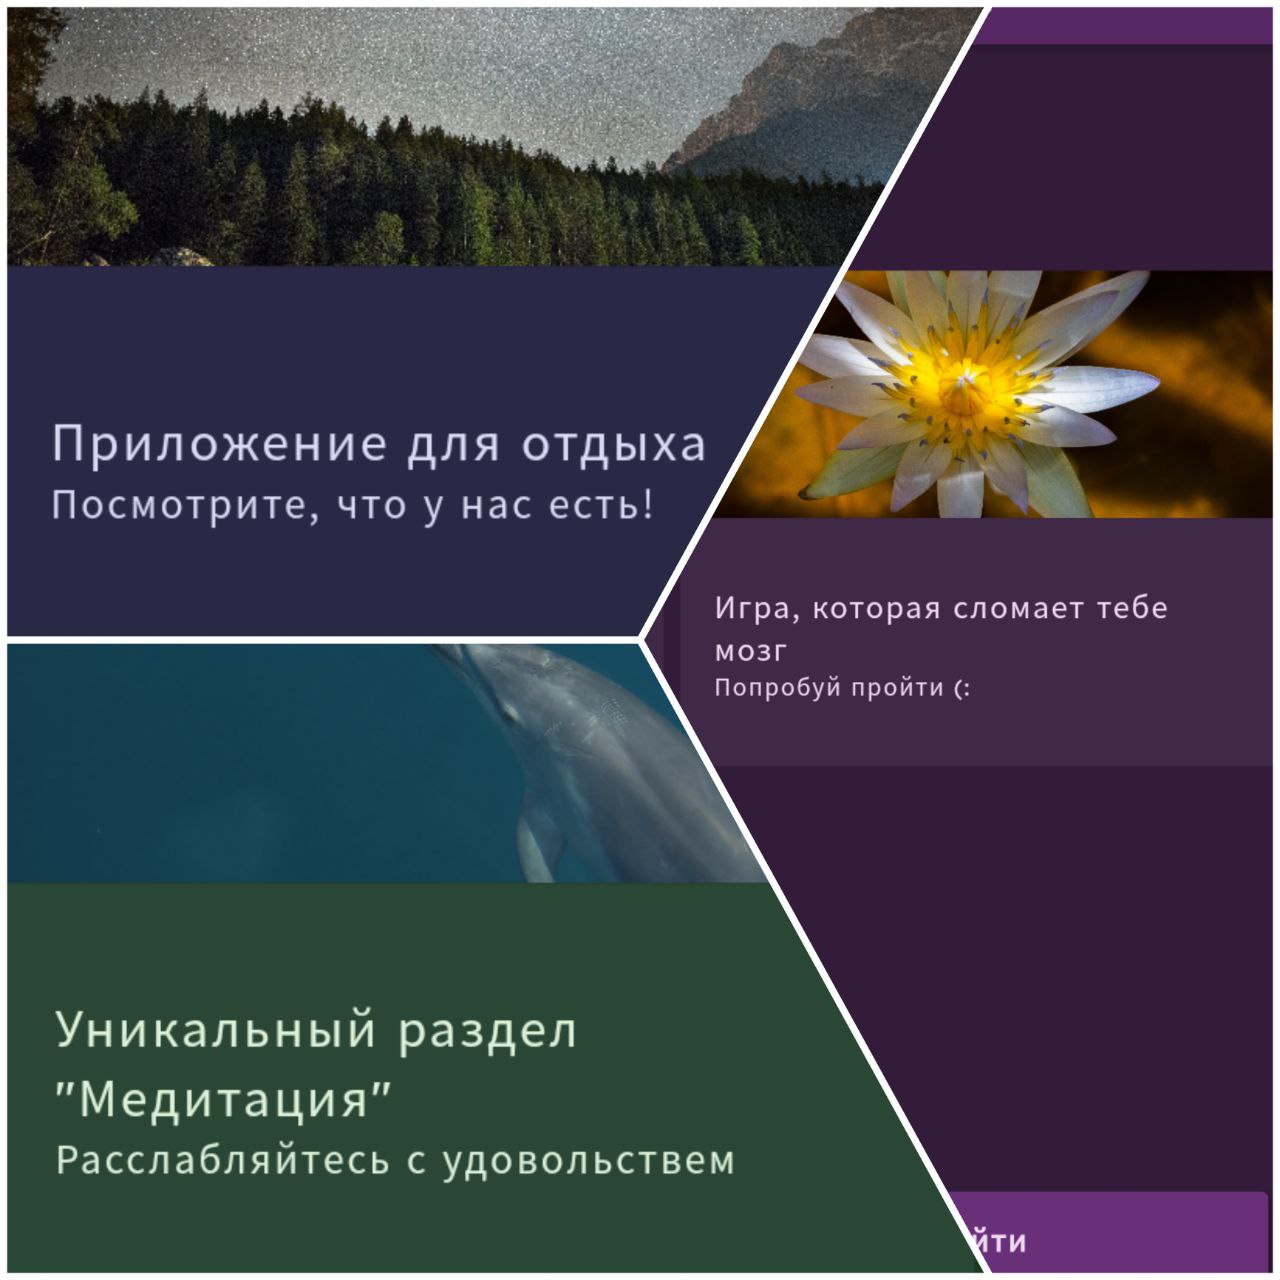 Приложение для отдыха
Посмотрите, что у нас есть!
Игра, которая сломает тебе
мозг
Попробуй пройти (:
Уникальный раздел
"Медитация"
Расслабляйтесь с удовольствием
йти